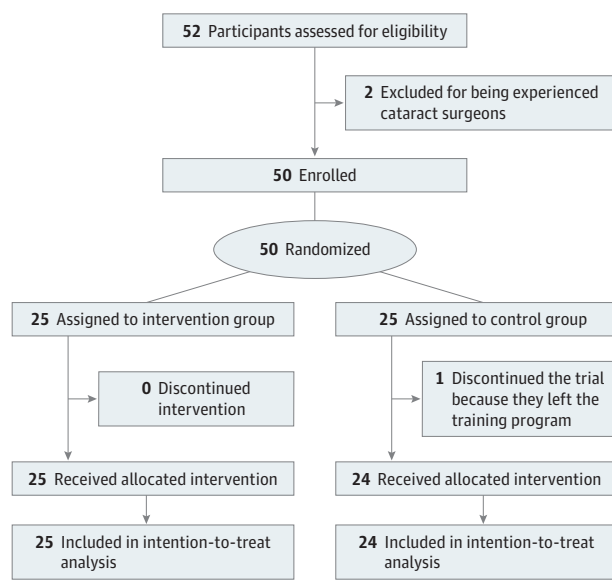 52 Participants assessed for eligibility
2 Excluded for being experienced
cataract surgeons
50 Enrolled
50 Randomized
25 Assigned to intervention group
25 Assigned to control group
0 Discontinued
intervention
1 Discontinued the trial
because they left the
training program
25 Received allocated intervention
24 Received allocated intervention
25 Included in intention-to-treat
analysis
24 Included in intention-to-treat
analysis